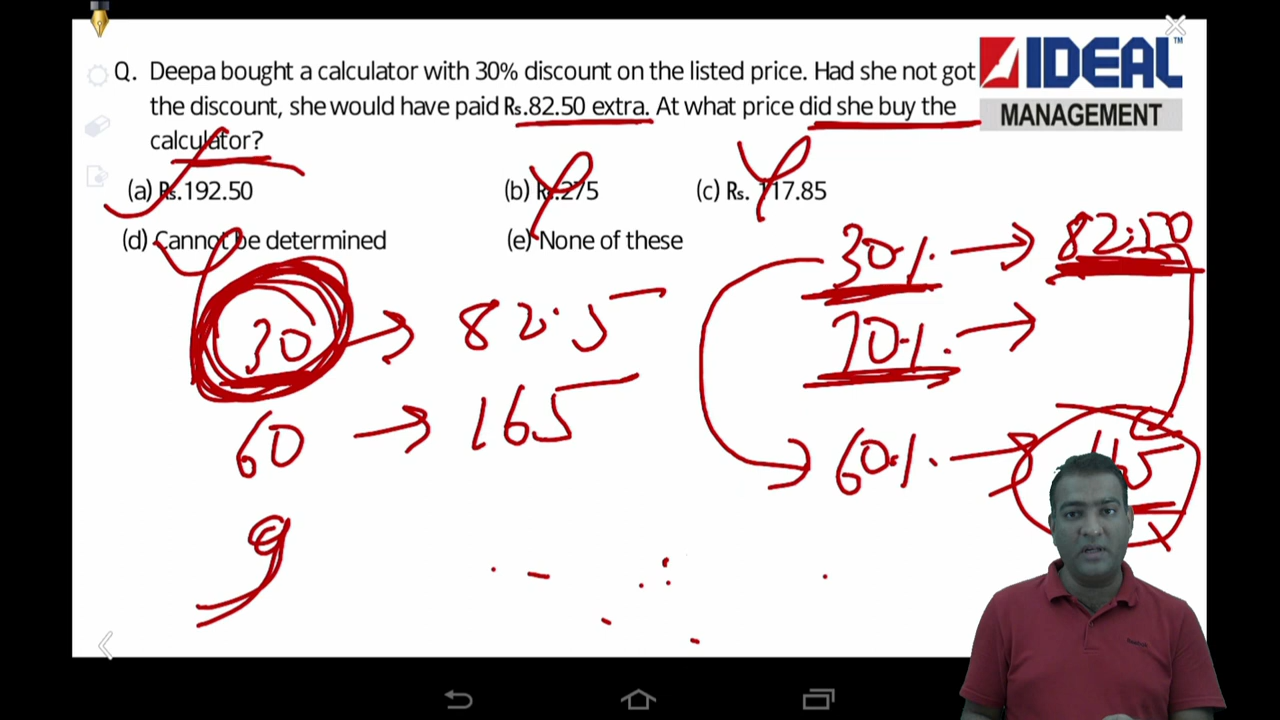 Q. Deepa bought a calculator with 30% discount on the listed price. Had she not got
the discount, she would have paid Rs.82.50 extra. At what price did she buy the
calculator?
(a) Rs.192.50 (b) Rs.275 (c) Rs. 117.85
(d) Cannot be determined (e) None of these
IDEAL™
MANAGEMENT
30% → 82.50
70% →
60% → 165
30 → 82.5
60 → 165
9